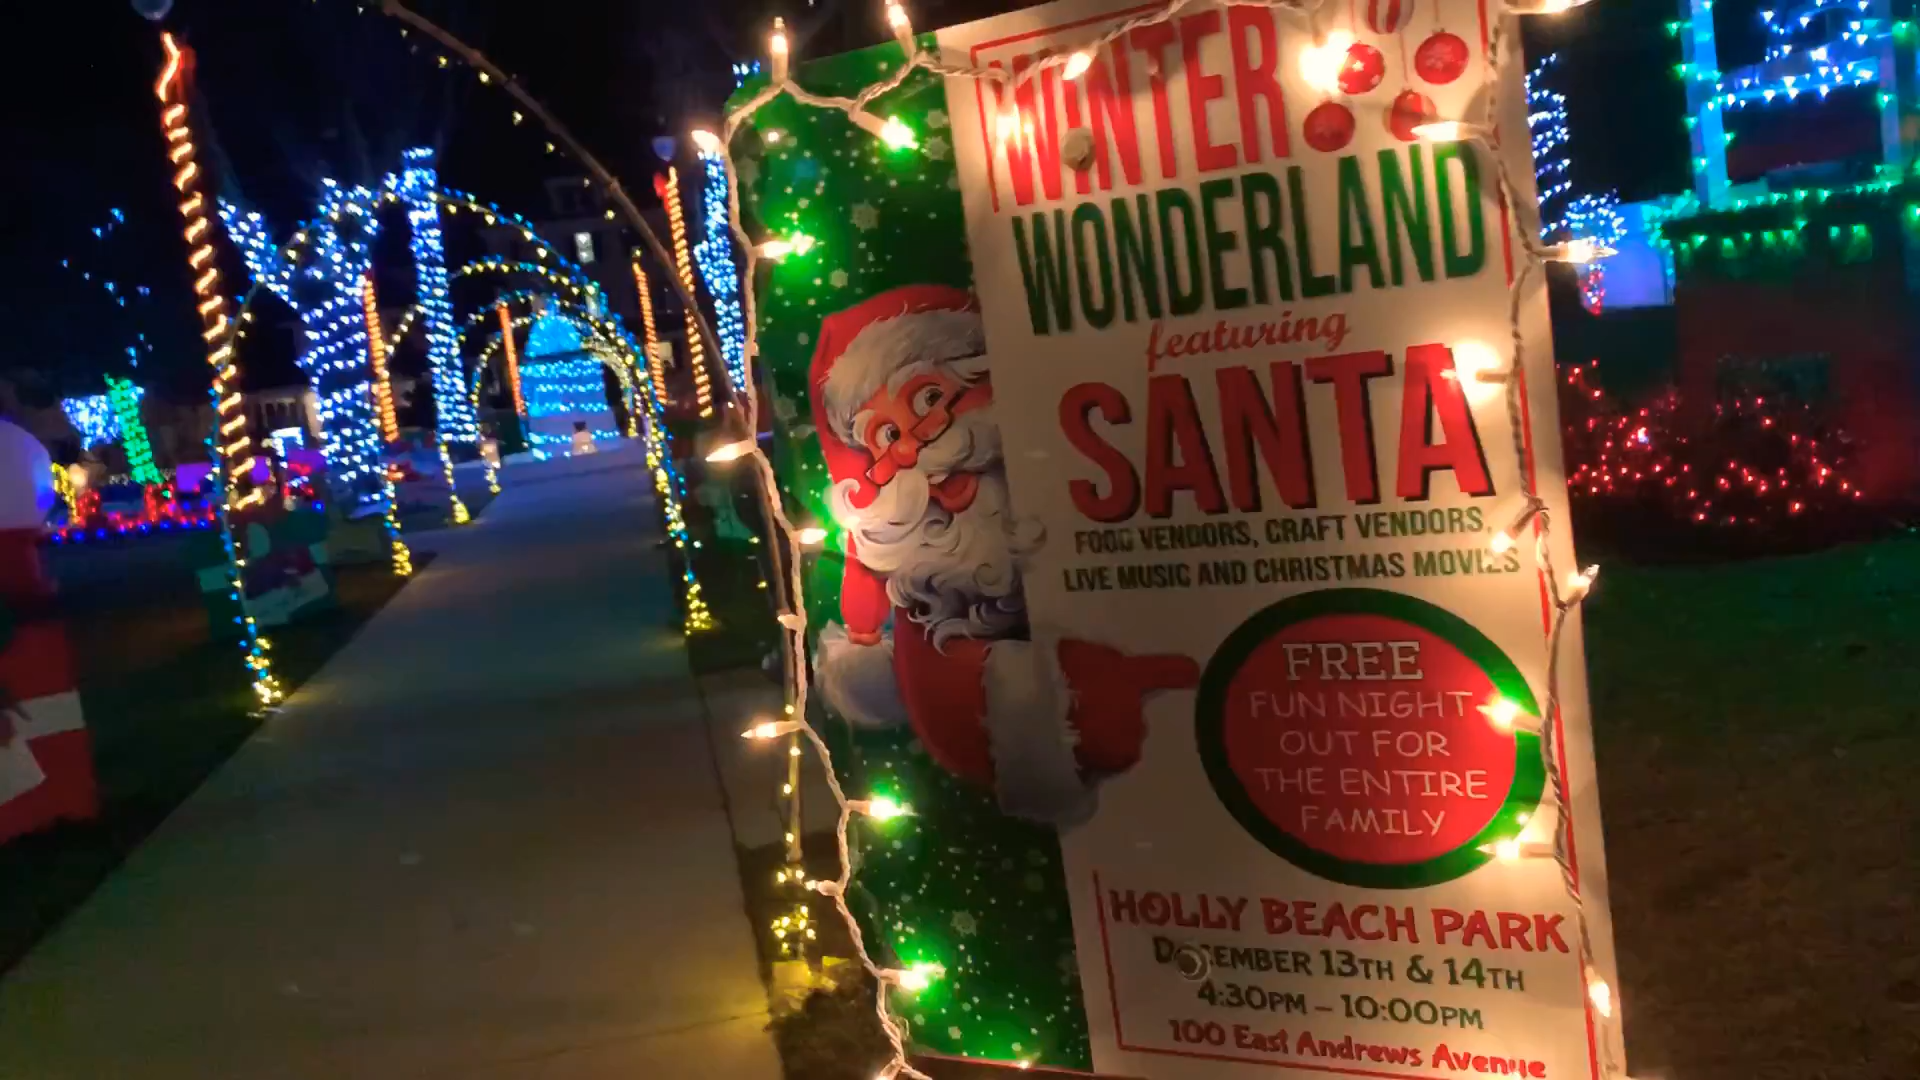 WINTER
WONDERLAND
featuring
SANTA
FOOD VENDORS, CRAFT VENDORS,
LIVE MUSIC AND CHRISTMAS MOVIES
FREE
FUN NIGHT
OUT FOR
THE ENTIRE
FAMILY
HOLLY BEACH PARK
DECEMBER 13TH & 14TH
4:30PM – 10:00PM
100 East Andrews Avenue